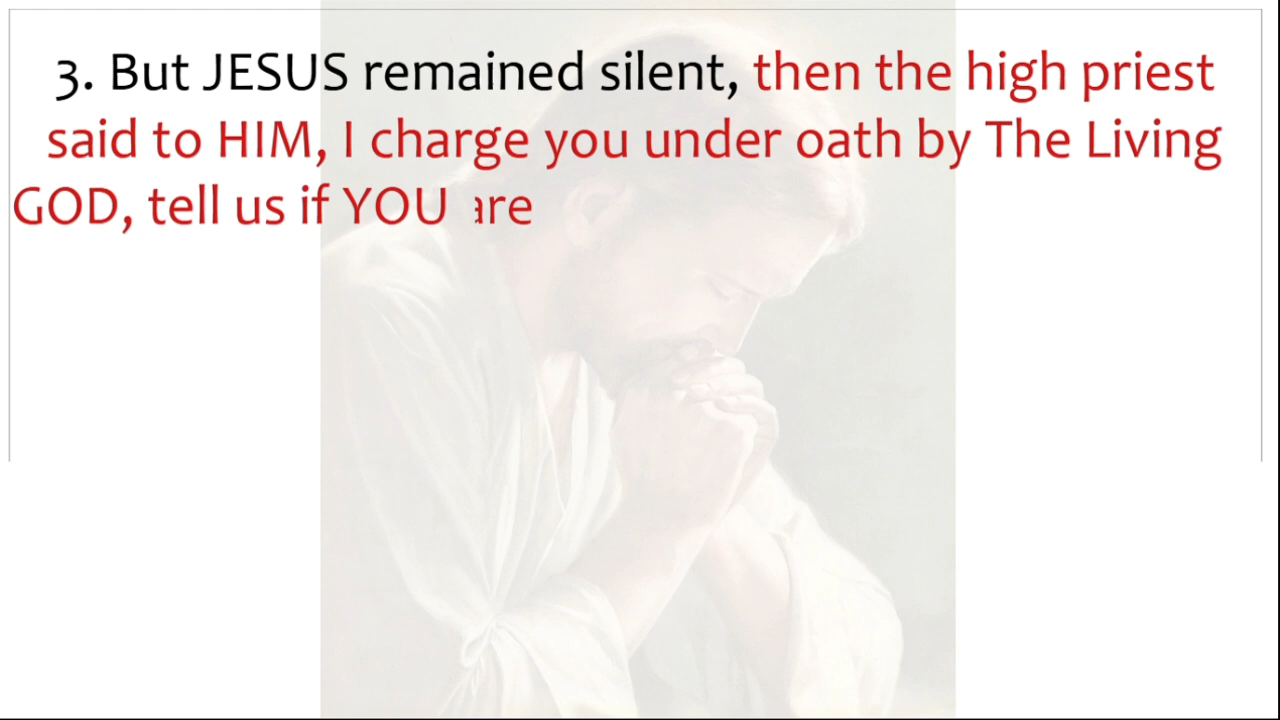 3. But JESUS remained silent, then the high priest
said to HIM, I charge you under oath by The Living
GOD, tell us if YOU are